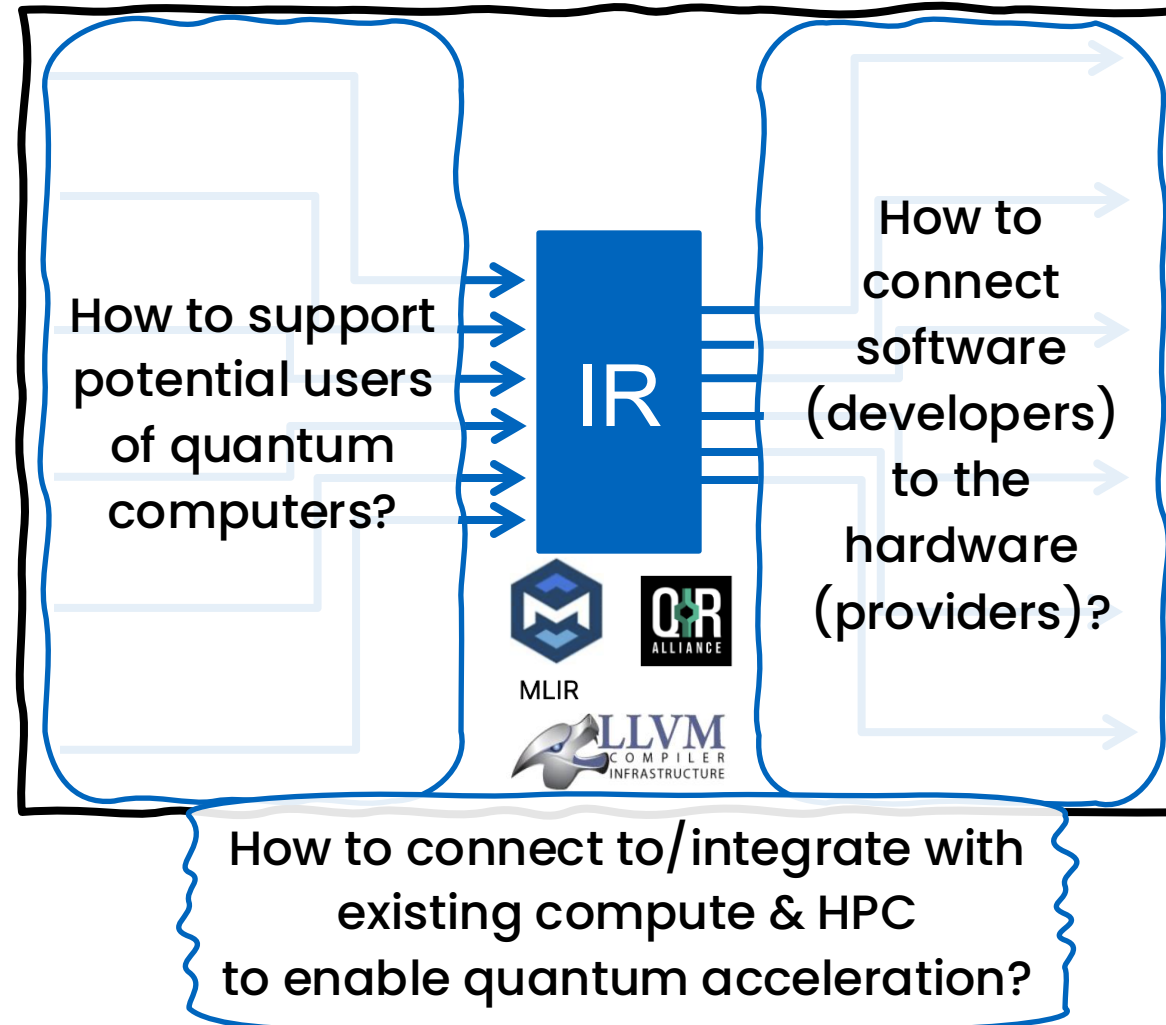 How to support
potential users
of quantum
computers?
IR
MLIR
QIR
ALLIANCE
LLVM
COMPILER
INFRASTRUCTURE
How to
connect
software
(developers)
to the
hardware
(providers)?
How to connect to/integrate with
existing compute & HPC
to enable quantum acceleration?